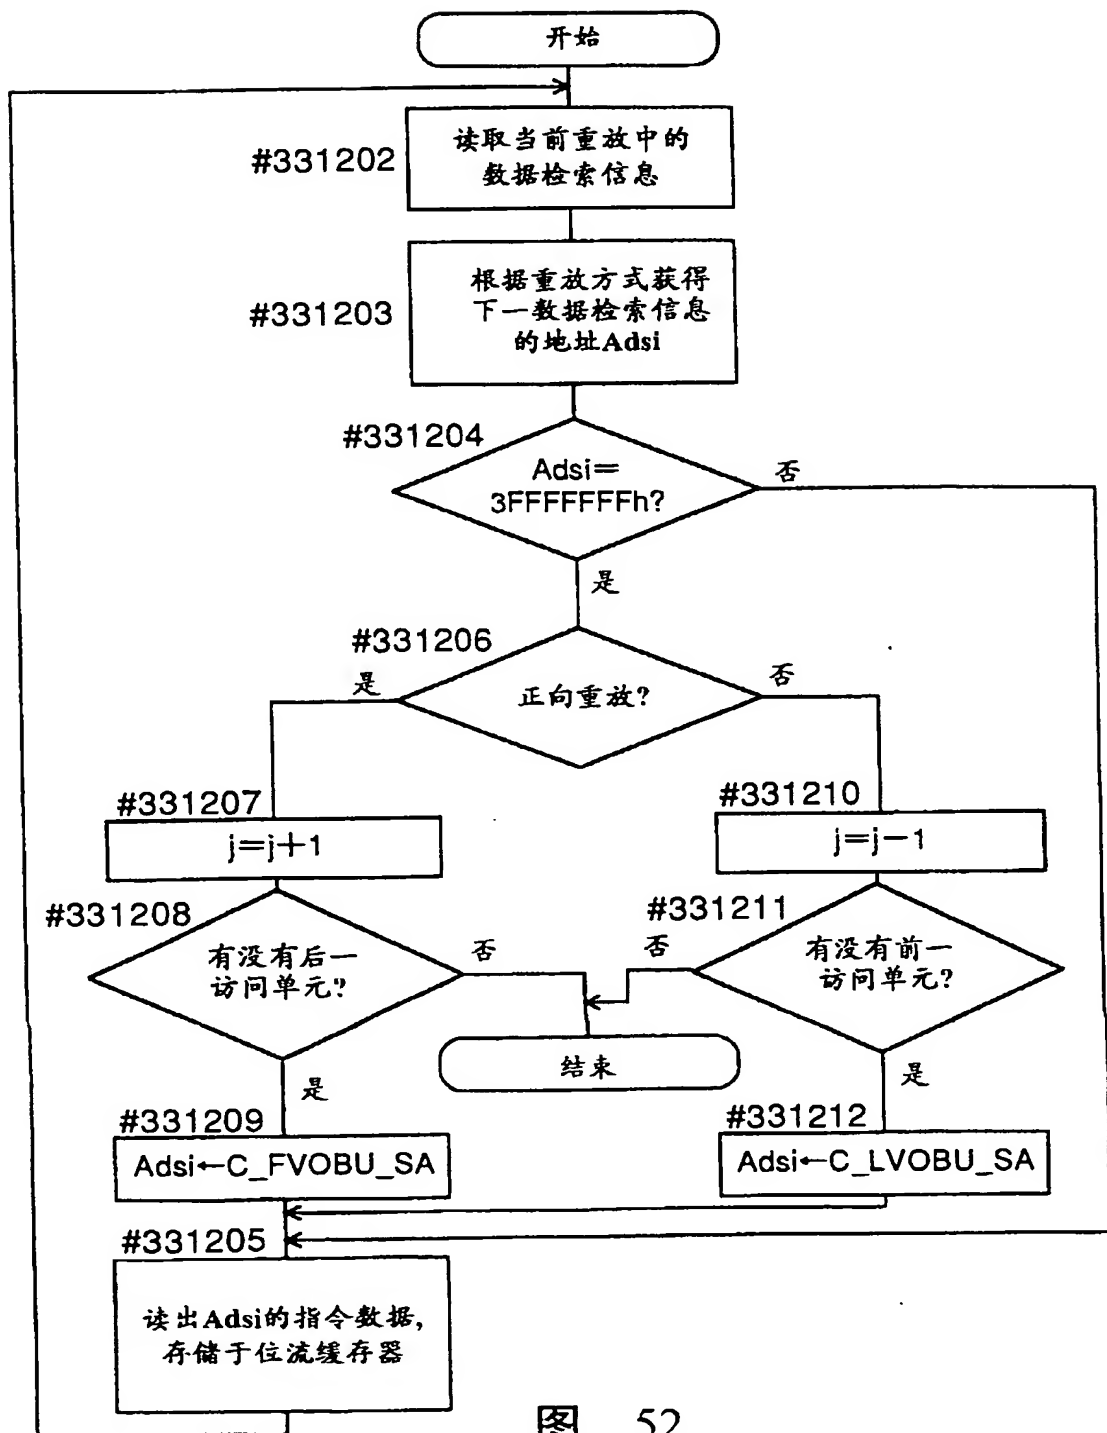 开始
#331202
读取当前重放中的
数据检索信息
#331203
根据重放方式获得
下一数据检索信息
的地址Adsi
#331204
Adsi=
3FFFFFFFh?
否
是
#331206
正向重放?
是
否
#331207
j=j+1
#331210
j=j-1
#331208
有没有后一
访问单元?
否
#331211
有没有前一
访问单元?
否
结束
是
是
#331209
Adsi←C_FVOBU_SA
#331212
Adsi←C_LVOBU_SA
#331205
读出Adsi的指令数据,
存储于位流缓存器
图 52